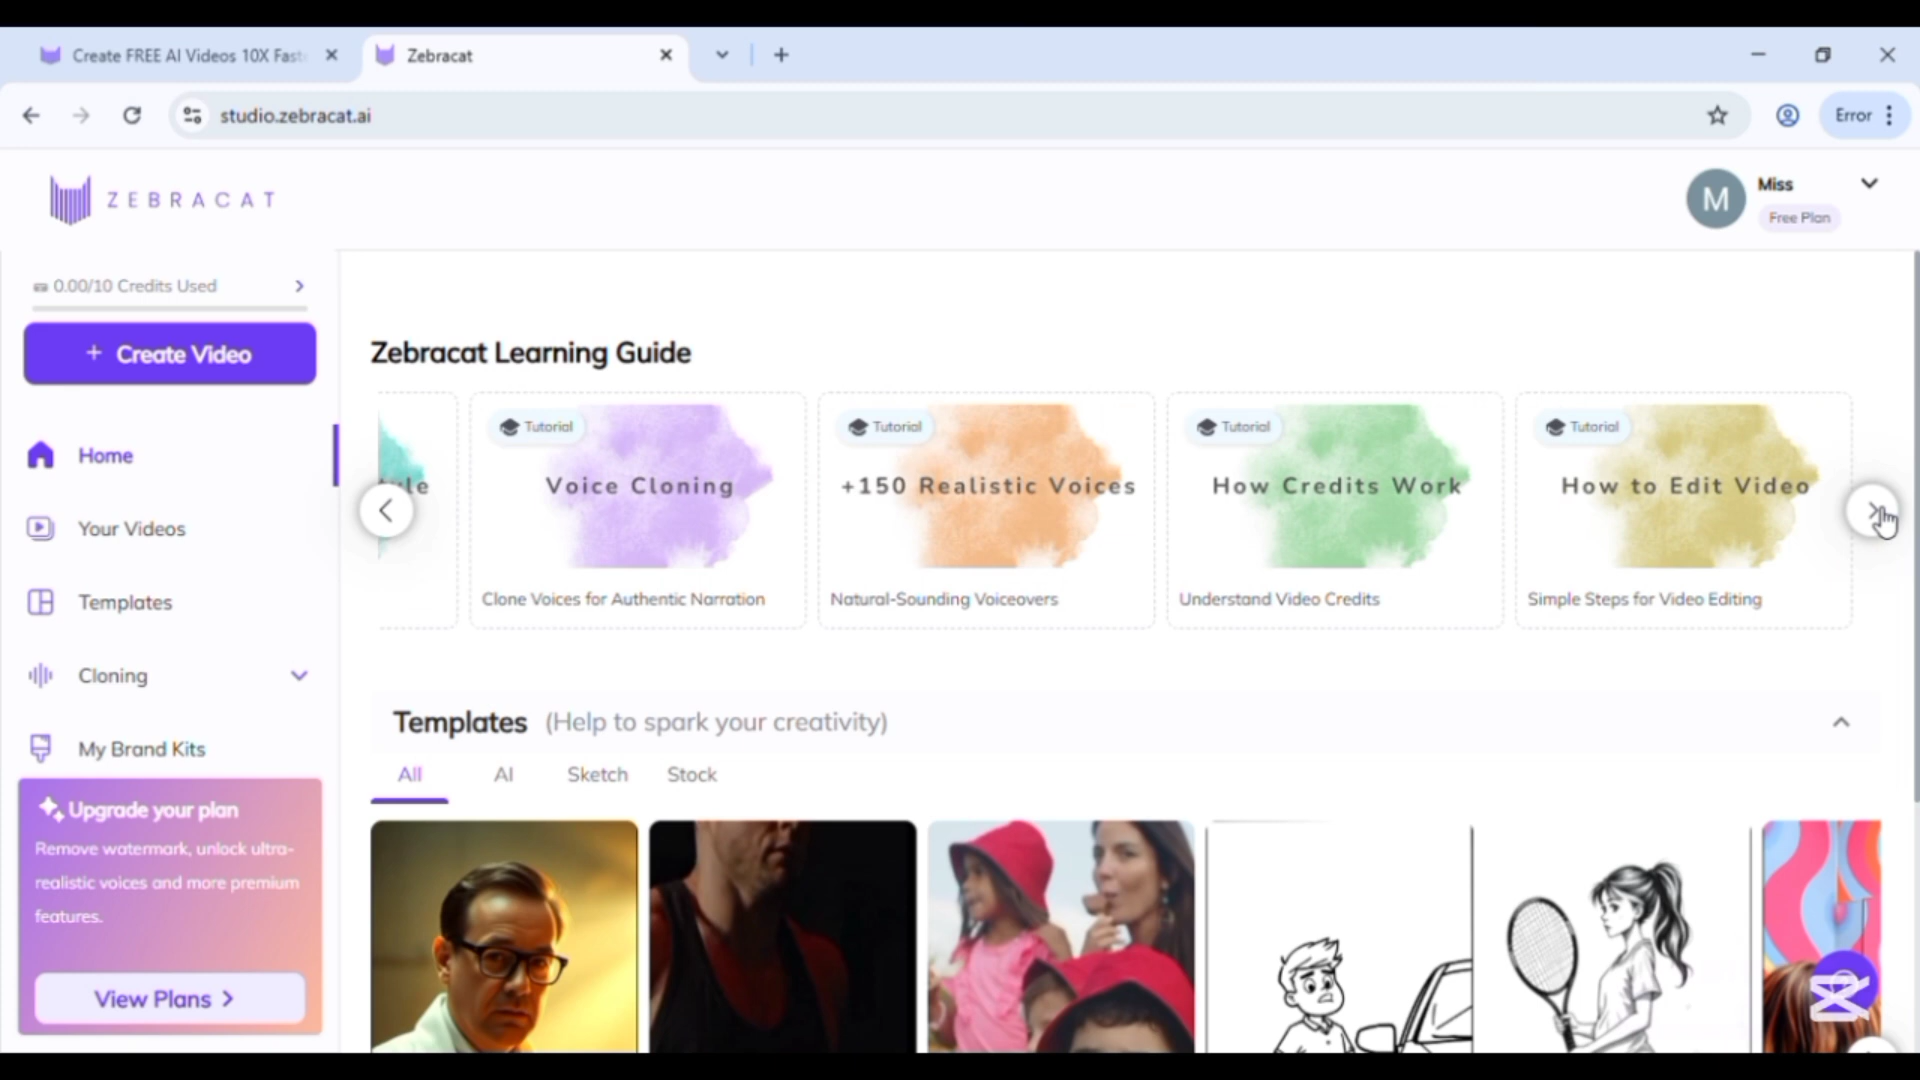 Create FREE AI Videos 10X Fast
Zebracat
studio.zebracat.ai
Error
ZEBRACAT
M
Miss
Free Plan
0.00/10 Credits Used
+ Create Video
Home
Your Videos
Templates
Cloning
My Brand Kits
Upgrade your plan
Remove watermark, unlock ultra-
realistic voices and more premium
features.
View Plans >
Zebracat Learning Guide
Tutorial
Voice Cloning
Clone Voices for Authentic Narration
Tutorial
+150 Realistic Voices
Natural-Sounding Voiceovers
Tutorial
How Credits Work
Understand Video Credits
Tutorial
How to Edit Video
Simple Steps for Video Editing
Templates (Help to spark your creativity)
All AI Sketch Stock